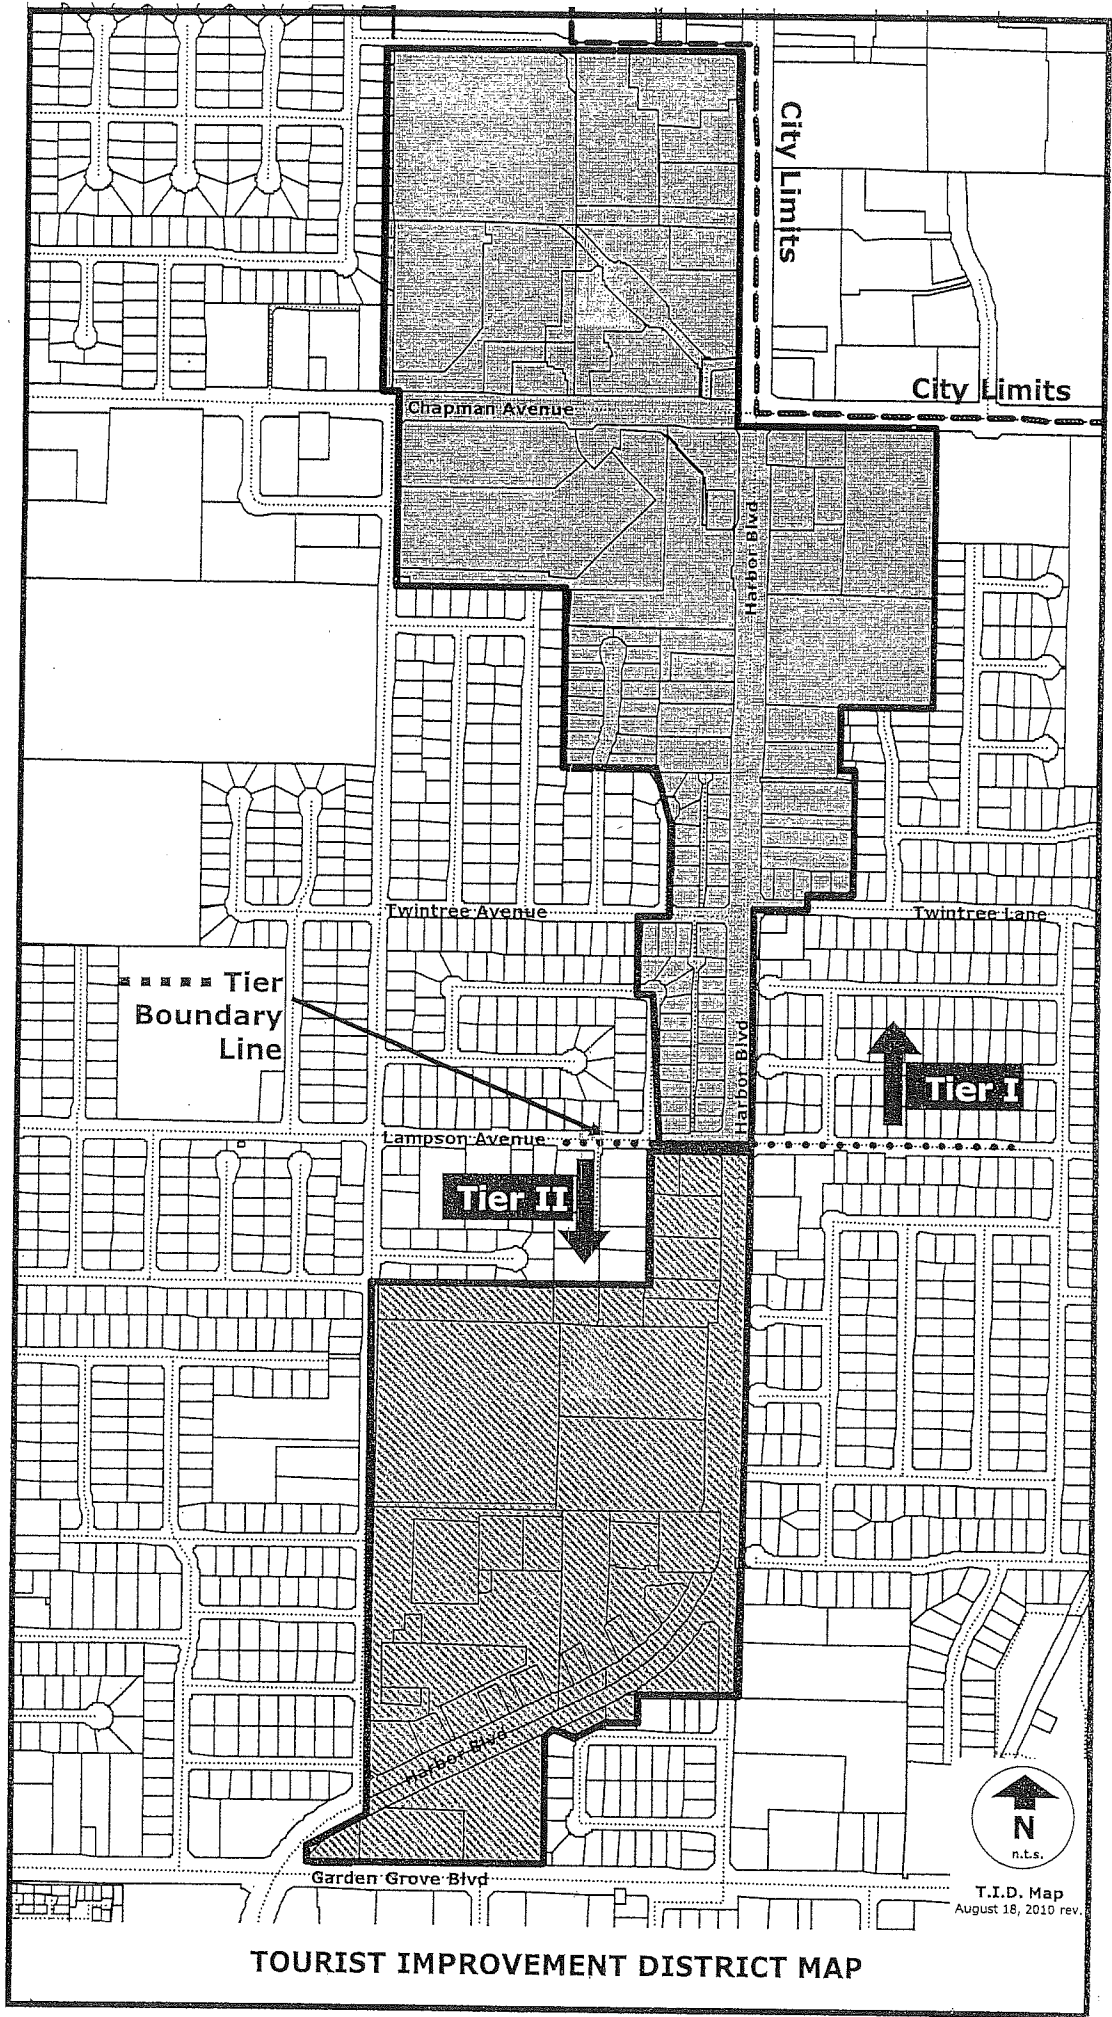 City Limits
City Limits
Chapman Avenue
Harbor Blvd
Twintree Avenue
Twintree Lane
Tier
Boundary
Line
Harbor Blvd
Tier I
Lampson Avenue
Tier II
Harbor Blvd
N
n.t.s.
Garden Grove Blvd
T.I.D. Map
August 18, 2010 rev.
TOURIST IMPROVEMENT DISTRICT MAP